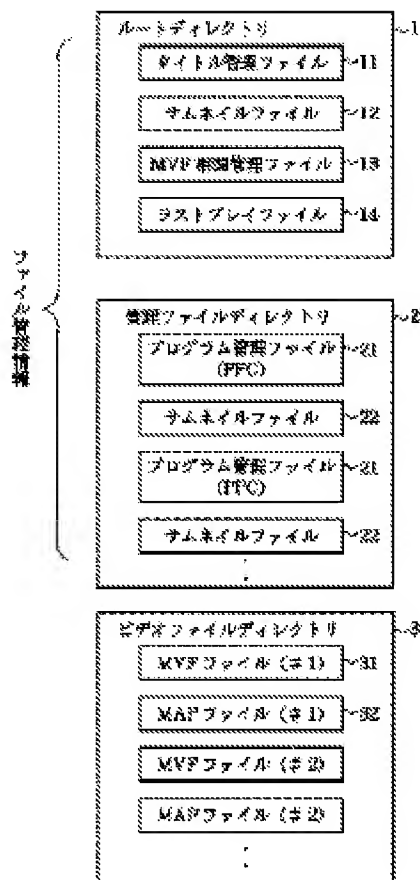 ルートディレクトリ ~1
タイトル管理ファイル ~11
サムネイルファイル ~12
MVF 管理ファイル ~13
ラストプレイファイル ~14
ファイル管理情報
管理ファイルディレクトリ ~2
プログラム管理ファイル ~21
サムネイルファイル ~22
プログラム管理ファイル ~21
サムネイルファイル ~22
ビデオファイルディレクトリ ~3
MVFファイル (#1) ~31
MAFファイル (#1) ~32
MVFファイル (#2)
MAFファイル (#2)